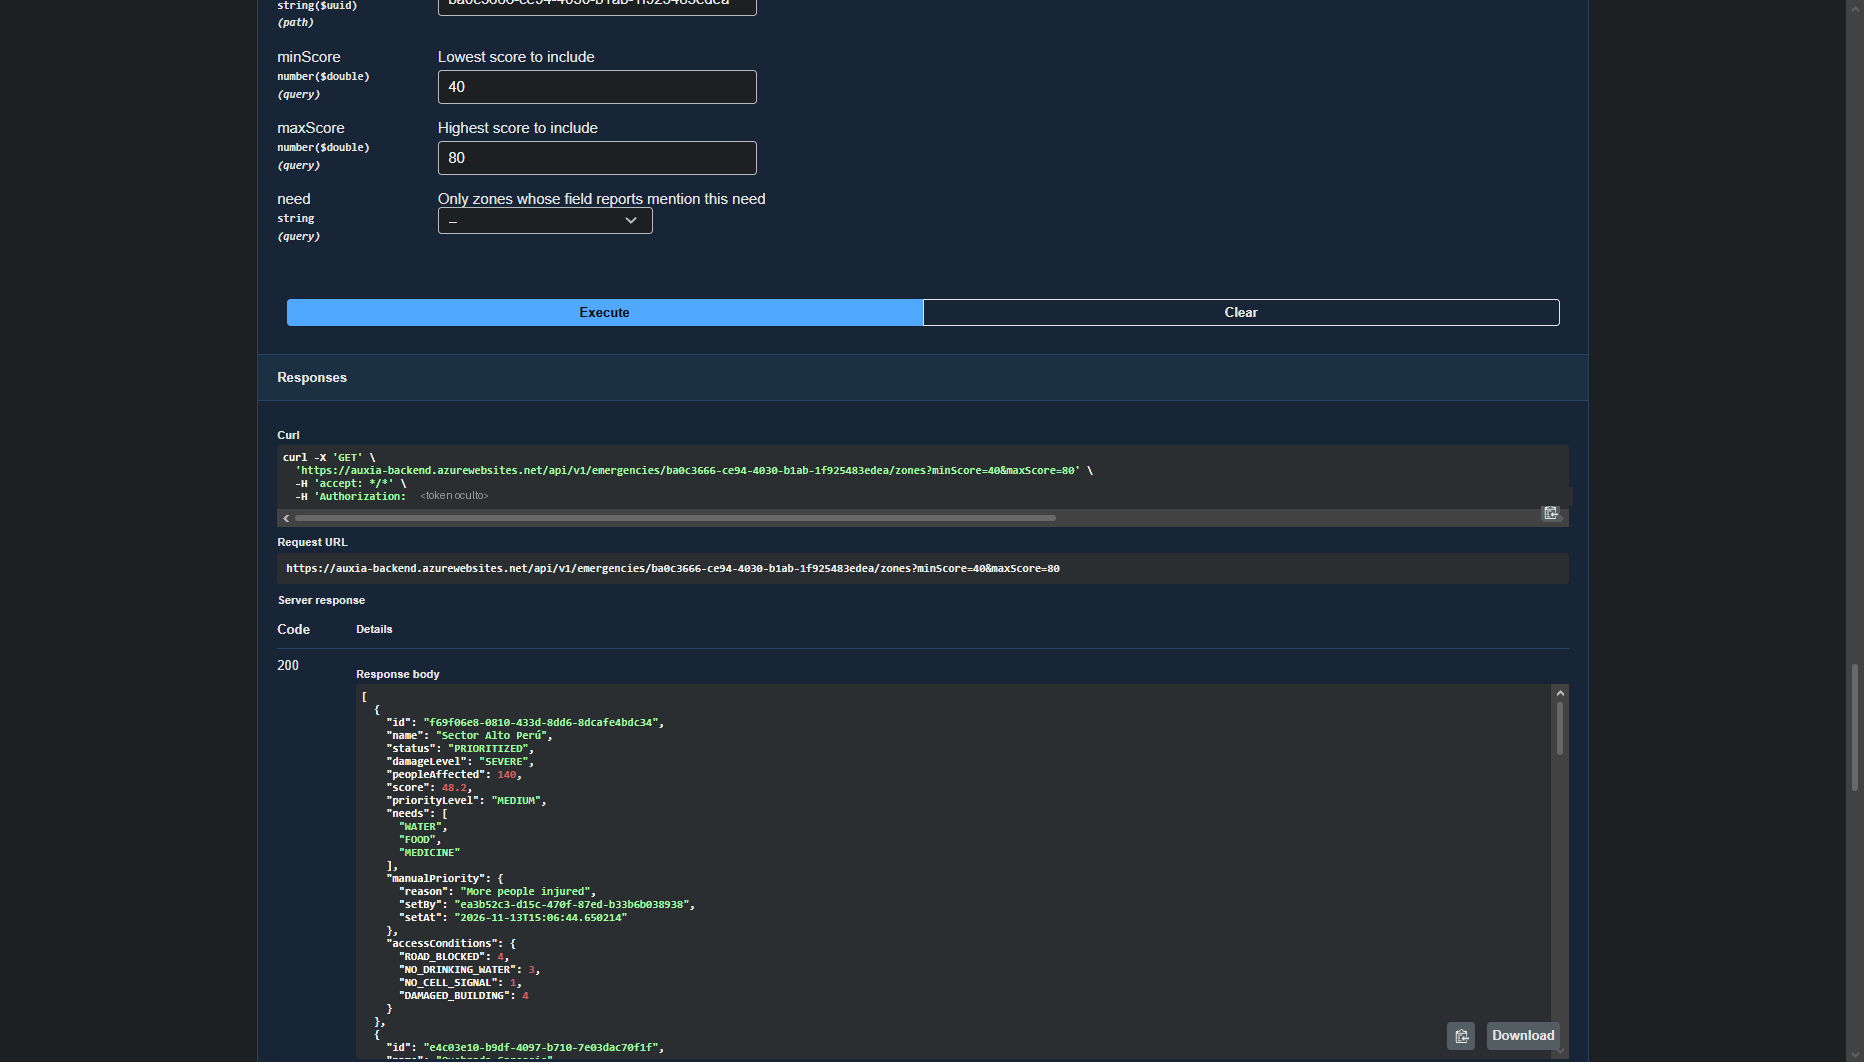 string($uuid)
(path)
ba0c3666-ce94-4030-b1ab-1f925483edea
minScore
Lowest score to include
number($double)
(query)
40
maxScore
Highest score to include
number($double)
(query)
80
need
Only zones whose field reports mention this need
string
(query)
--
Execute
Clear
Responses
Curl
curl -X 'GET' \
'https://auxia-backend.azurewebsites.net/api/v1/emergencies/ba0c3666-ce94-4030-b1ab-1f925483edea/zones?minScore=40&maxScore=80' \
-H 'accept: */*' \
-H 'Authorization: <token oculto>
Request URL
https://auxia-backend.azurewebsites.net/api/v1/emergencies/ba0c3666-ce94-4030-b1ab-1f925483edea/zones?minScore=40&maxScore=80
Server response
Code
Details
200
Response body
[
{
"id": "f69f06e8-0810-433d-8dd6-8dcafe4bdc34",
"name": "Sector Alto Perú",
"status": "PRIORITIZED",
"damageLevel": "SEVERE",
"peopleAffected": 140,
"score": 48.2,
"priorityLevel": "MEDIUM",
"needs": [
"WATER",
"FOOD",
"MEDICINE"
],
"manualPriority": {
"reason": "More people injured",
"setBy": "ea3b52c3-d15c-470f-87ed-b33b6b038938",
"setAt": "2026-11-13T15:06:44.650214"
},
"accessConditions": {
"ROAD_BLOCKED": 4,
"NO_DRINKING_WATER": 3,
"NO_CELL_SIGNAL": 1,
"DAMAGED_BUILDING": 4
}
},
{
"id": "e4c03e10-b9df-4097-b710-7e03dac70f1f",
Download